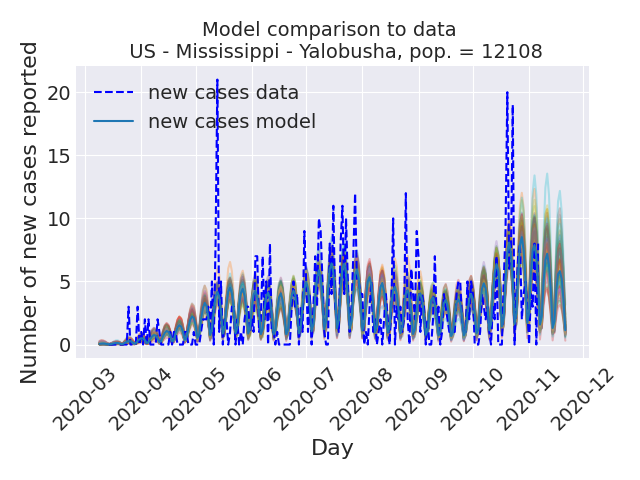 Model comparison to data
US - Mississippi - Yalobusha, pop. = 12108
Number of new cases reported
20
15
10
5
0
new cases data
new cases model
2020-03
2020-04
2020-05
2020-06
2020-07
2020-08
2020-09
2020-10
2020-11
2020-12
Day